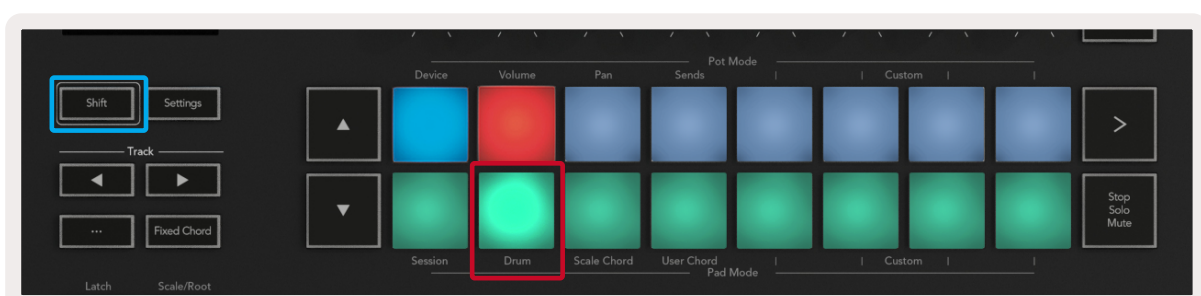 Pot Mode
Device Volume Pan Sends Custom
Shift Settings
Track
... Fixed Chord
Stop
Solo
Mute
Session Drum Scale Chord User Chord Custom
Pad Mode
Latch Scale/Root